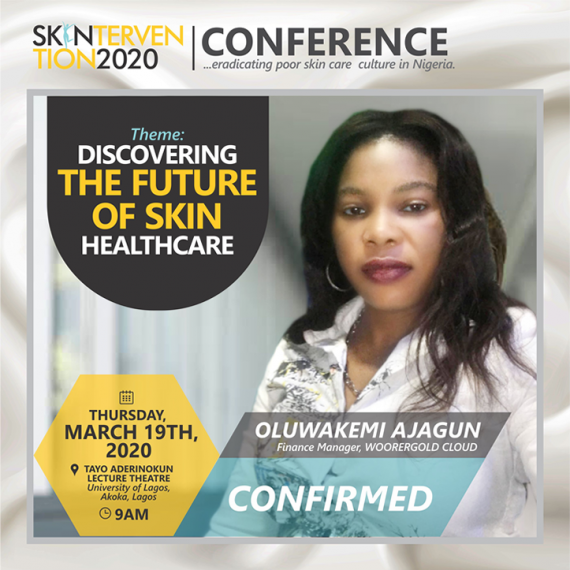 SKINTERVEN
TION2020
CONFERENCE
...eradicating poor skin care culture in Nigeria.
Theme:
DISCOVERING
THE FUTURE
OF SKIN
HEALTHCARE
THURSDAY,
MARCH 19TH,
2020
TAYO ADERINOKUN
LECTURE THEATRE
University of Lagos,
Akoka, Lagos
9AM
OLUWAKEMI AJAGUN
Finance Manager, WOORERGOLD CLOUD
CONFIRMED